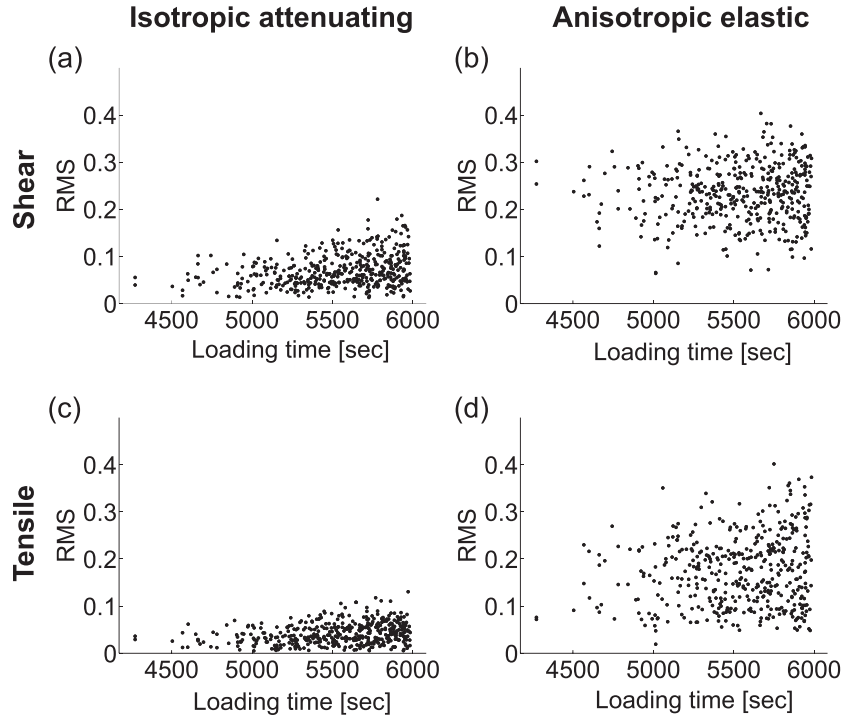 Isotropic attenuating
Anisotropic elastic
(a)
(b)
Shear
RMS
0.4
0.3
0.2
0.1
0
4500 5000 5500 6000
Loading time [sec]
RMS
0.4
0.3
0.2
0.1
0
4500 5000 5500 6000
Loading time [sec]
(c)
(d)
Tensile
RMS
0.4
0.3
0.2
0.1
0
4500 5000 5500 6000
Loading time [sec]
RMS
0.4
0.3
0.2
0.1
0
4500 5000 5500 6000
Loading time [sec]